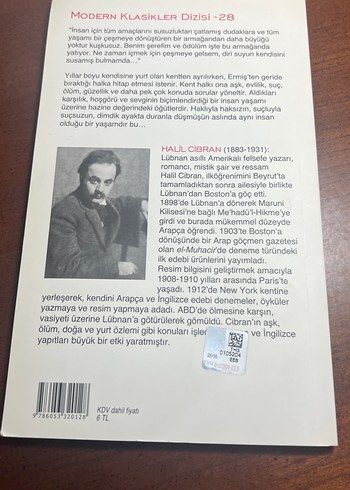 MODERN KLASİKLER DİZİSİ -28
"İnsan için tüm amaçlarını susuzluktan çatlamış dudaklara ve tüm
yaşamı bir çeşmeye dönüştüren bir armağandan daha büyüğü
yoktur kuşkusuz. Benim şerefim ve ödülüm işte bu armağanda
yatıyor. Ne zaman içmek için çeşmeye gelsem, diri suyun kendisini
susamış bulmamda..."
Yıllar boyu kendisine yurt olan kentten ayrılırken, Ermiş'ten geride
bıraktığı halka hitap etmesi istenir. Kent halkı ona aşk, evlilik, suç,
ölüm, güzellik ve daha pek çok konuda sorular yöneltir. Aldıkları
karşılık, hoşgörü ve sevginin biçimlendirdiği bir insan yaşamı
üzerine hazine değerindeki öğütlerdir. Haklıyla haksızın, suçluyla
suçsuzun, dimdik ayakta duranla düşmüşün aslında aynı insan
olduğu bir yaşamdır bu...
HALİL CİBRAN (1883-1931):
Lübnan asıllı Amerikalı felsefe yazarı,
romancı, mistik şair ve ressam
Halil Cibran, ilköğrenimini Beyrut'ta
tamamladıktan sonra ailesiyle birlikte
Lübnan'dan Boston'a göç etti.
1898'de Lübnan'a dönerek Maruni
Kilisesi'ne bağlı Me'hadü'l-Hikme'ye
girdi ve burada mükemmel düzeyde
Arapça öğrendi. 1903'te Boston'a
dönüşünde bir Arap göçmen gazetesi
olan el-Muhacir'de deneme türündeki
ilk edebi ürünlerini yayımladı.
Resim bilgisini geliştirmek amacıyla
1908-1910 yılları arasında Paris'te
yaşadı. 1912'de New York kentine
yerleşerek, kendini Arapça ve İngilizce edebi denemeler, öyküler
yazmaya ve resim yapmaya adadı. ABD'de ölmesine karşın,
vasiyeti üzerine Lübnan'a götürülerek gömüldü. Cibran'ın aşk,
ölüm, doğa ve yurt özlemi gibi konuları işle ve İngilizce
yapıtları büyük bir etki yaratmıştır.
0105204
KDV dahil fiyatı
6 TL
9 786053 320128